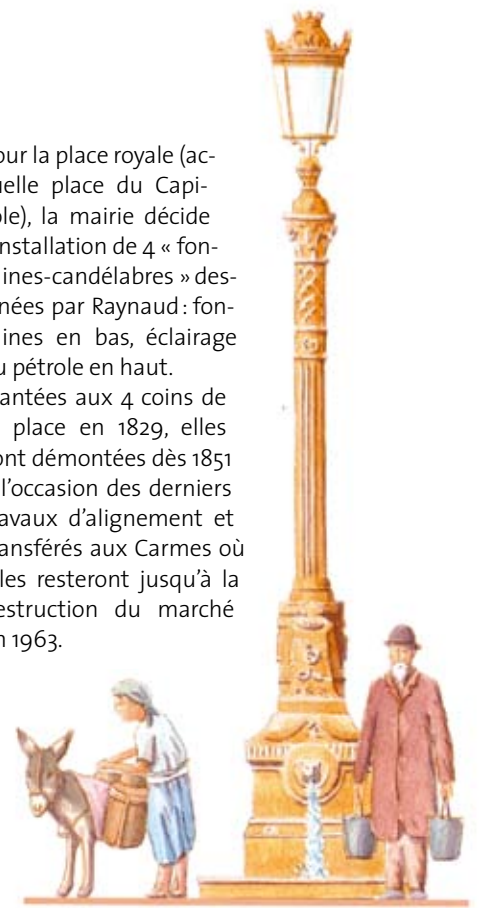 our la place royale (ac-
uelle place du Capi-
ole), la mairie décide
installation de 4 « fon-
aines-candélabres » des-
nées par Raynaud : fon-
aines en bas, éclairage
u pétrole en haut.
antées aux 4 coins de
place en 1829, elles
ont démontées dès 1851
l'occasion des derniers
avaux d'alignement et
ansférés aux Carmes où
les resteront jusqu'à la
estruction du marché
n 1963.